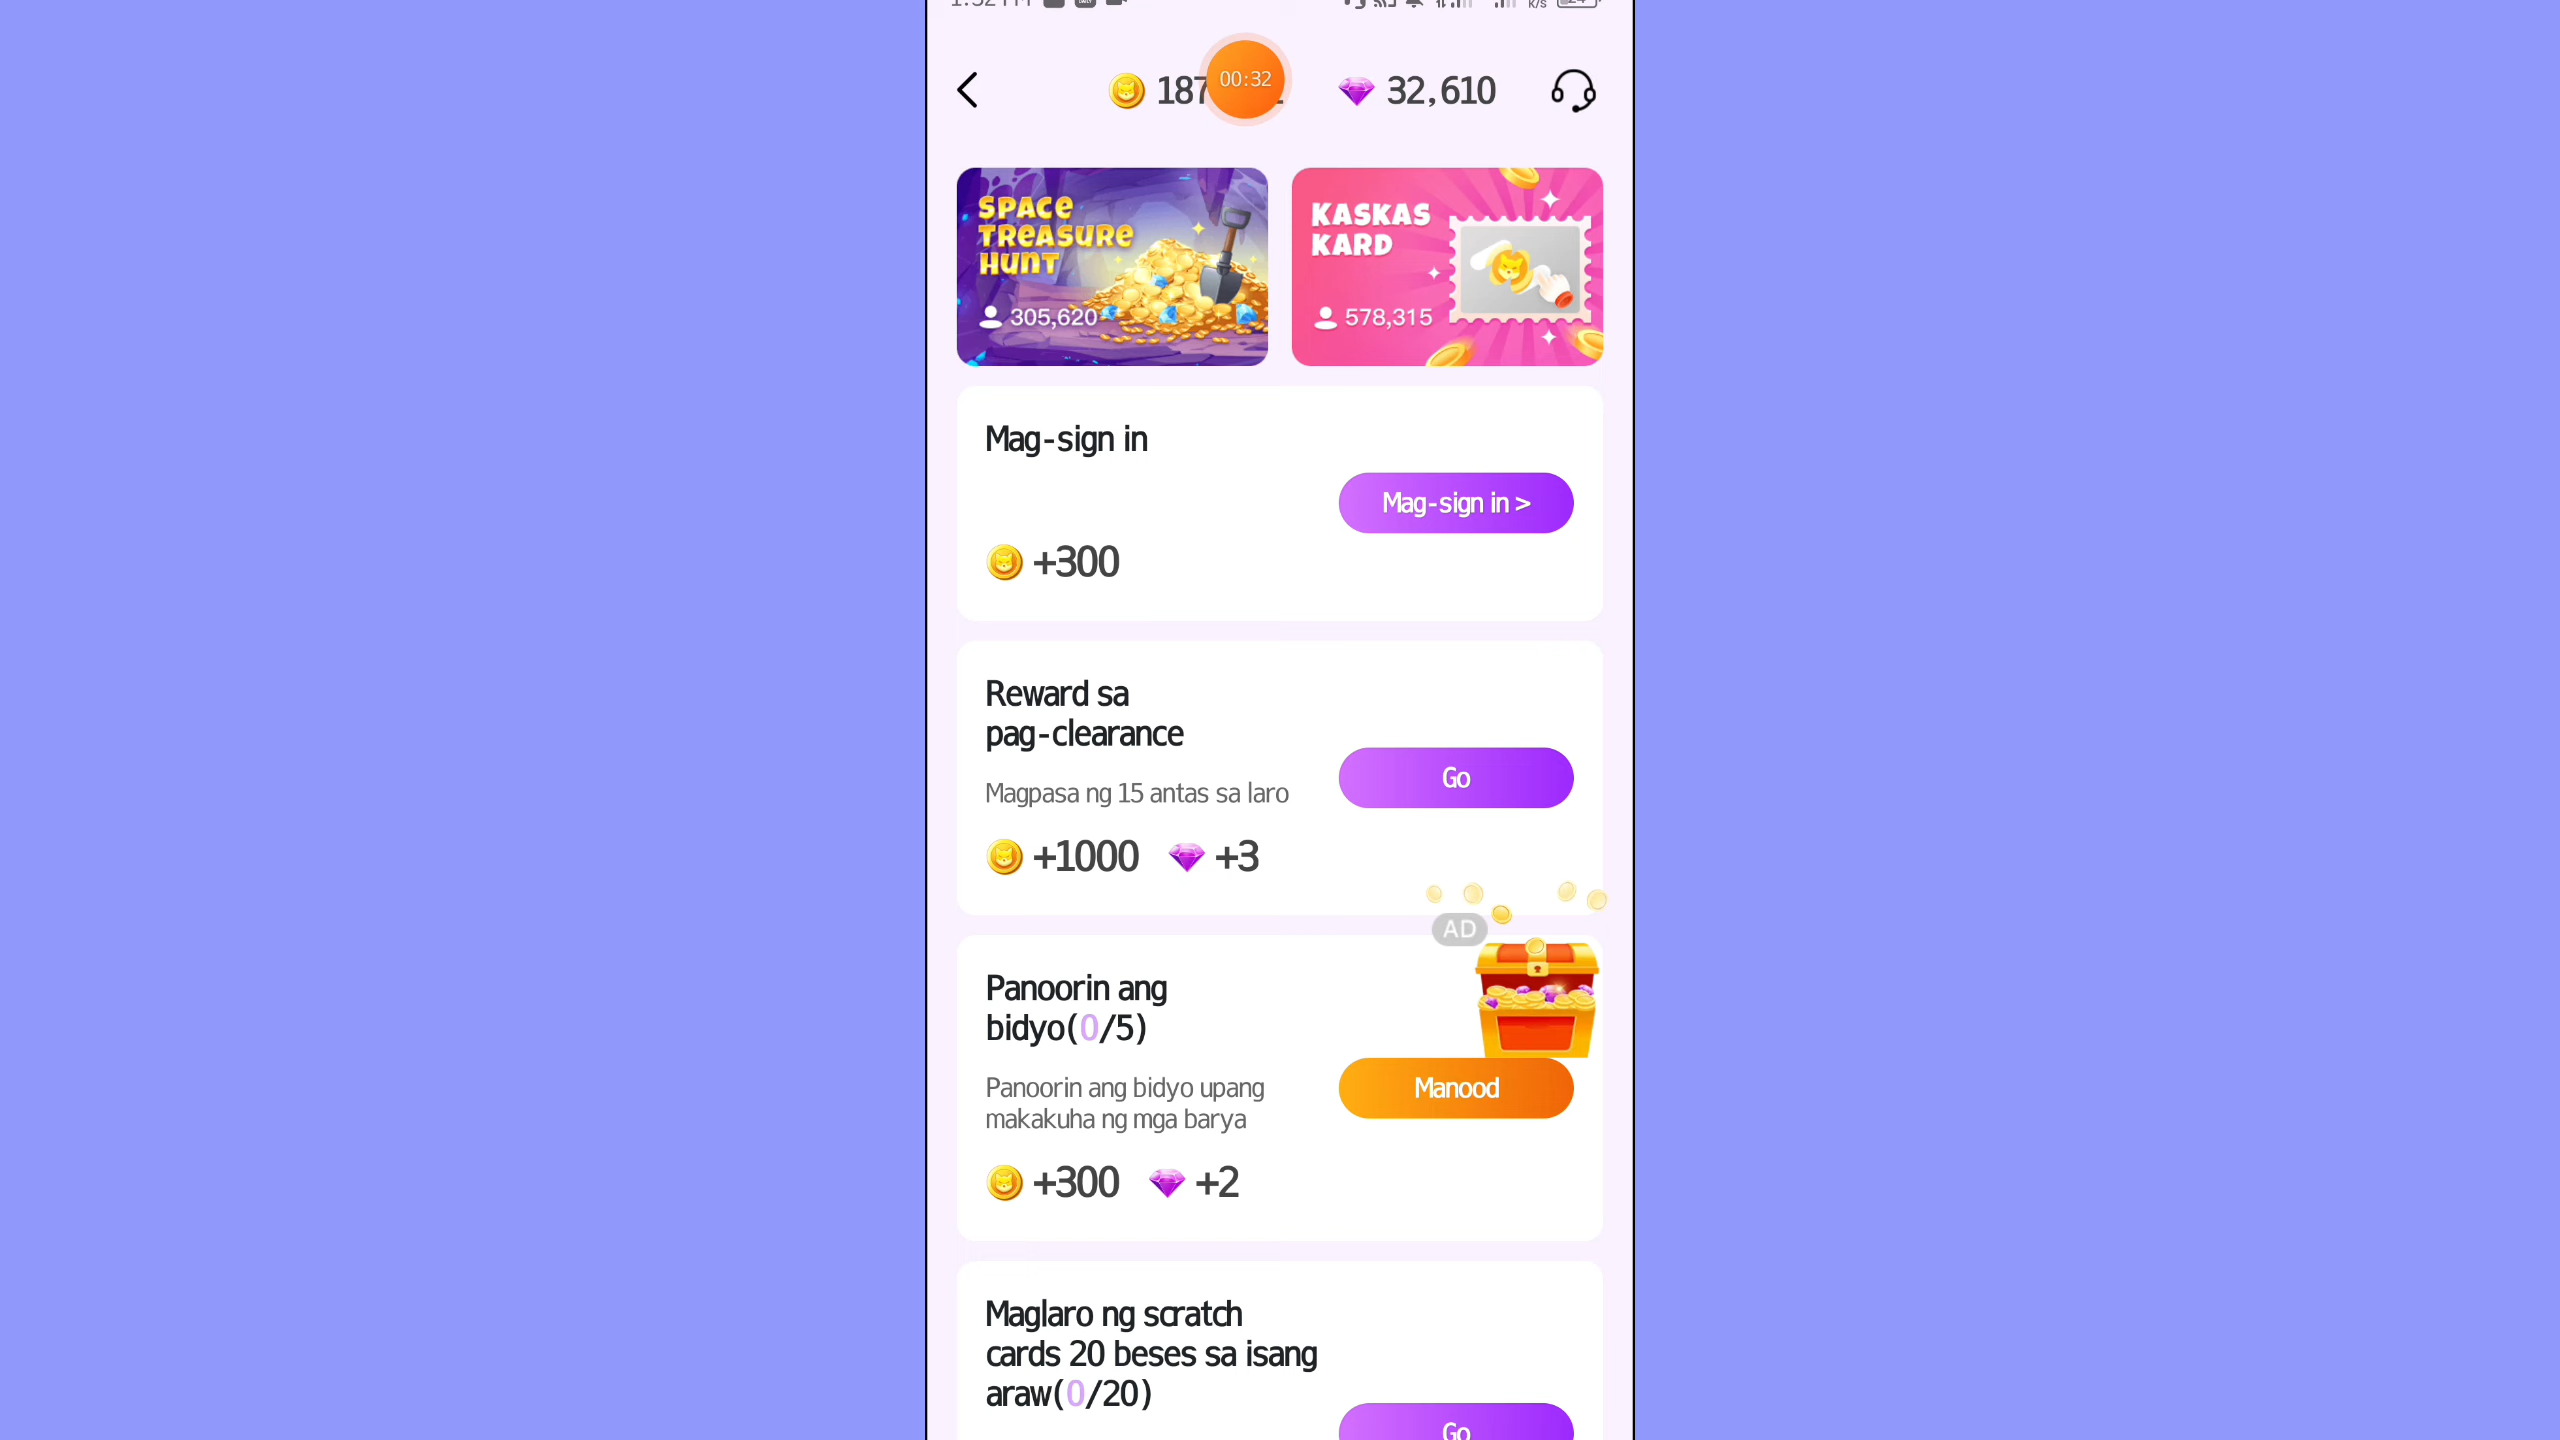 00:32
32,610
SPACE
TREASURE
HUNT
305,620
KASKAS
KARD
578,315
Mag-sign in
Mag-sign in >
+300
Reward sa
pag-clearance
Go
Magpasa ng 15 antas sa laro
+1000 +3
AD
Panoorin ang
bidyo(0/5)
Panoorin ang bidyo upang
makakuha ng mga barya
Manood
+300 +2
Maglaro ng scratch
cards 20 beses sa isang
araw(0/20)
Go